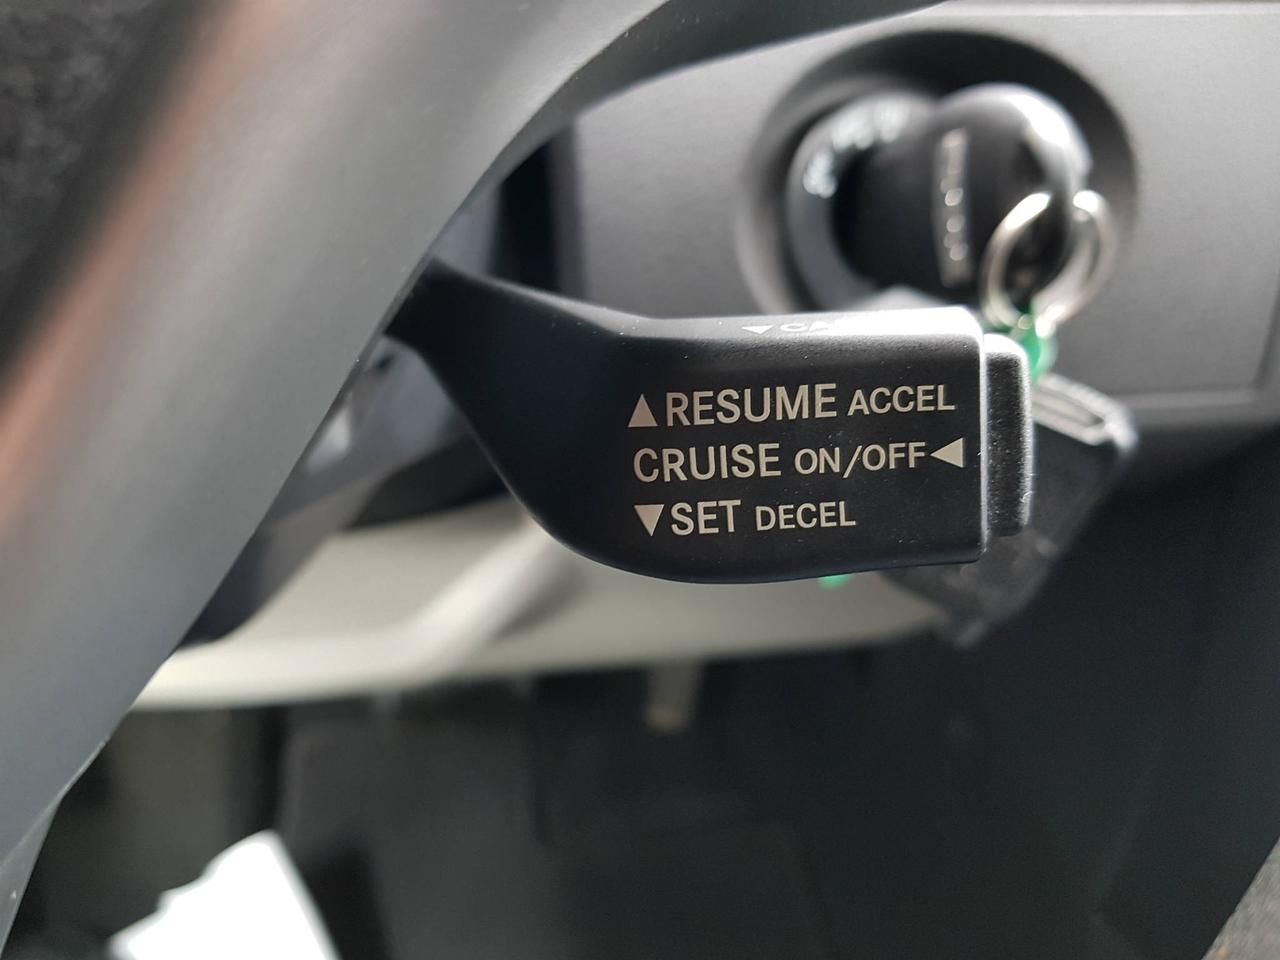 ▲RESUME ACCEL
CRUISE ON/OFF◀
▼SET DECEL